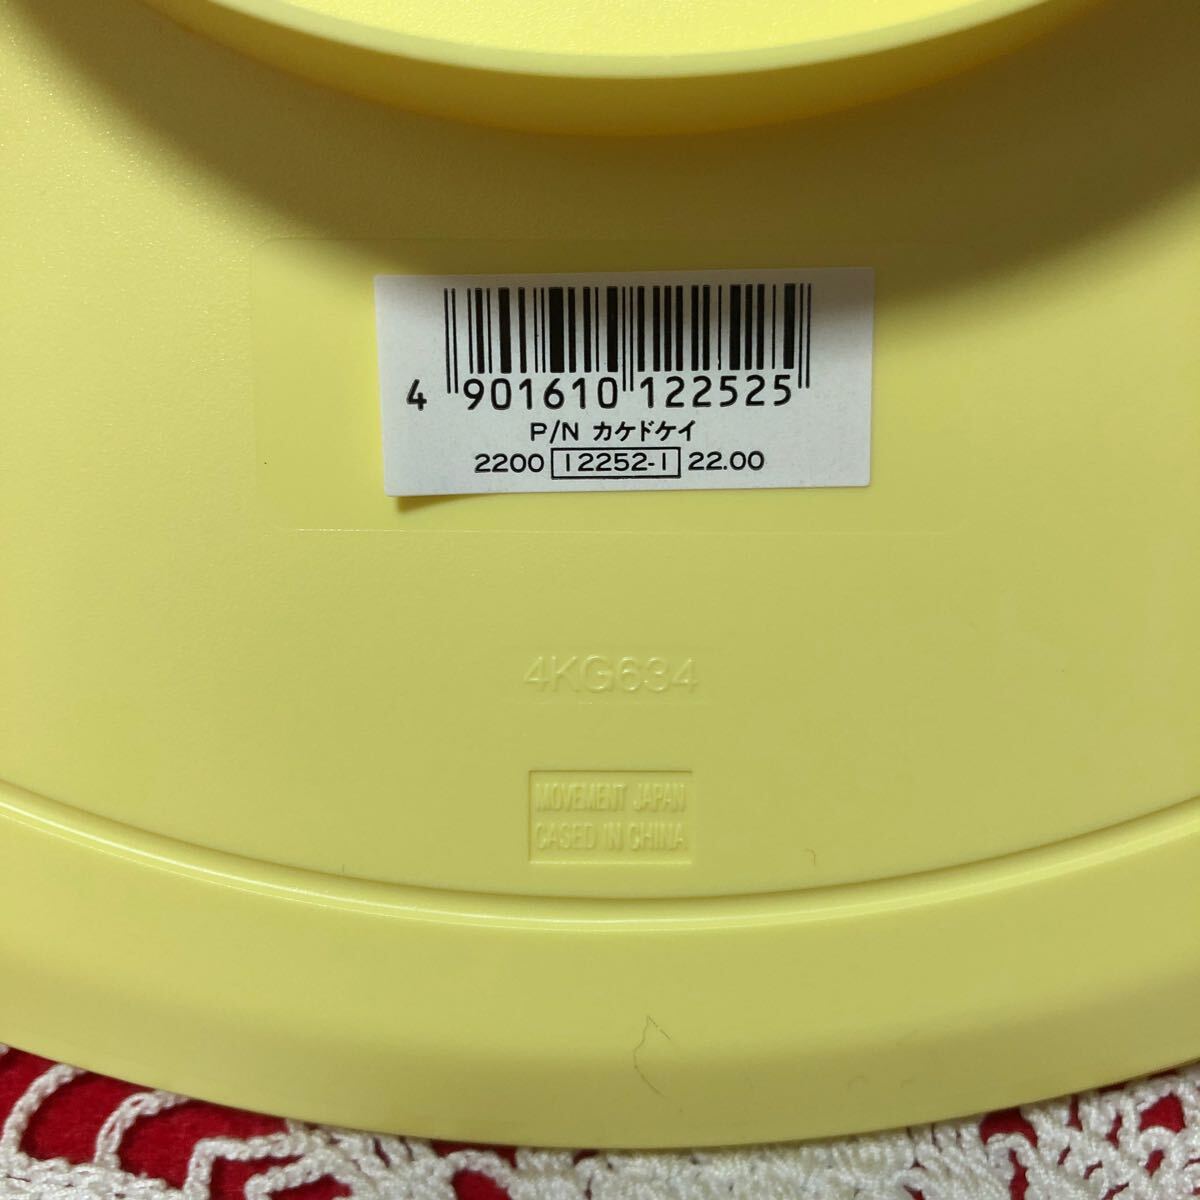 4 901610 122525
P/N カケドケイ
2200 12252-1 22.00
4KG634
MOVEMENT JAPAN
CASED IN CHINA